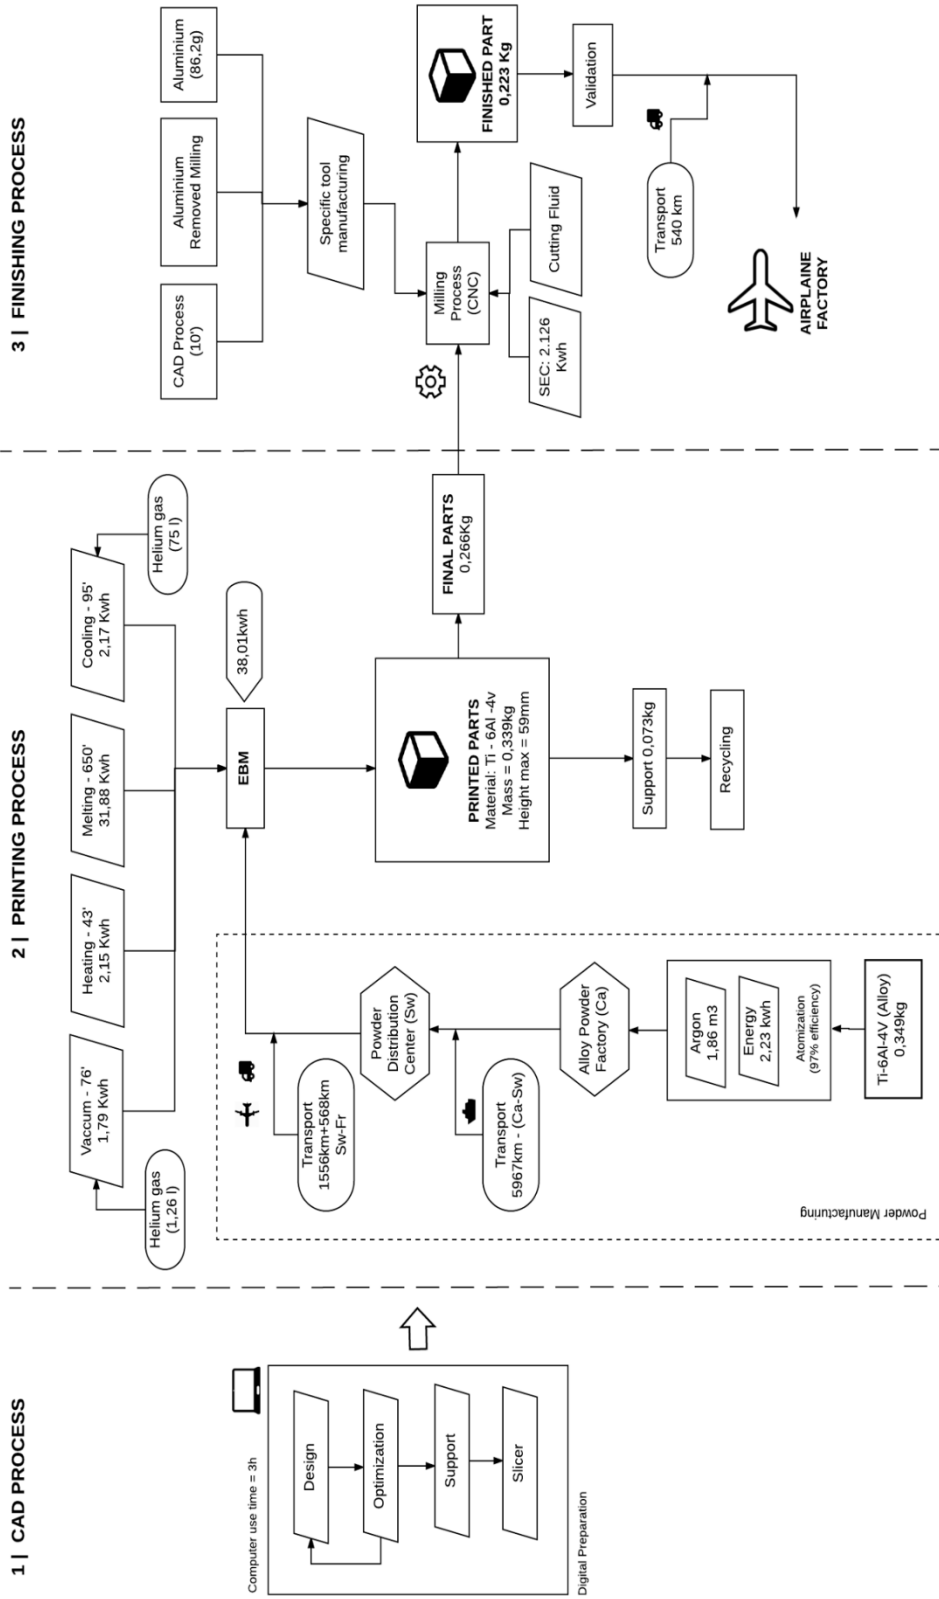 1 | CAD PROCESS
Computer use time = 3h
Design
Optimization
Support
Slicer
Digital Preparation
2 | PRINTING PROCESS
Helium gas
(1,26 l)
Vaccum - 76'
1,79 Kwh
Heating - 43'
2,15 Kwh
Melting - 650'
31,88 Kwh
Cooling - 95'
2,17 Kwh
Helium gas
(75 l)
EBM
38,01kwh
Transport
1556km+568km
Sw-Fr
Powder
Distribution
Center (Sw)
Transport
5967km - (Ca-Sw)
Alloy Powder
Factory (Ca)
Argon
1,86 m3
Energy
2,23 kwh
Atomization
(97% efficiency)
Ti-6Al-4V (Alloy)
0,349kg
Powder Manufacturing
PRINTED PARTS
Material: Ti - 6Al -4v
Mass = 0,339kg
Height max = 59mm
Support 0,073kg
Recycling
FINAL PARTS
0,266Kg
3 | FINISHING PROCESS
CAD Process
(10')
Aluminium
Removed Milling
Aluminium
(86,2g)
Specific tool
manufacturing
Milling
Process
(CNC)
SEC: 2.126
Kwh
Cutting Fluid
FINISHED PART
0,223 Kg
Validation
Transport
540 km
AIRPLAINE
FACTORY